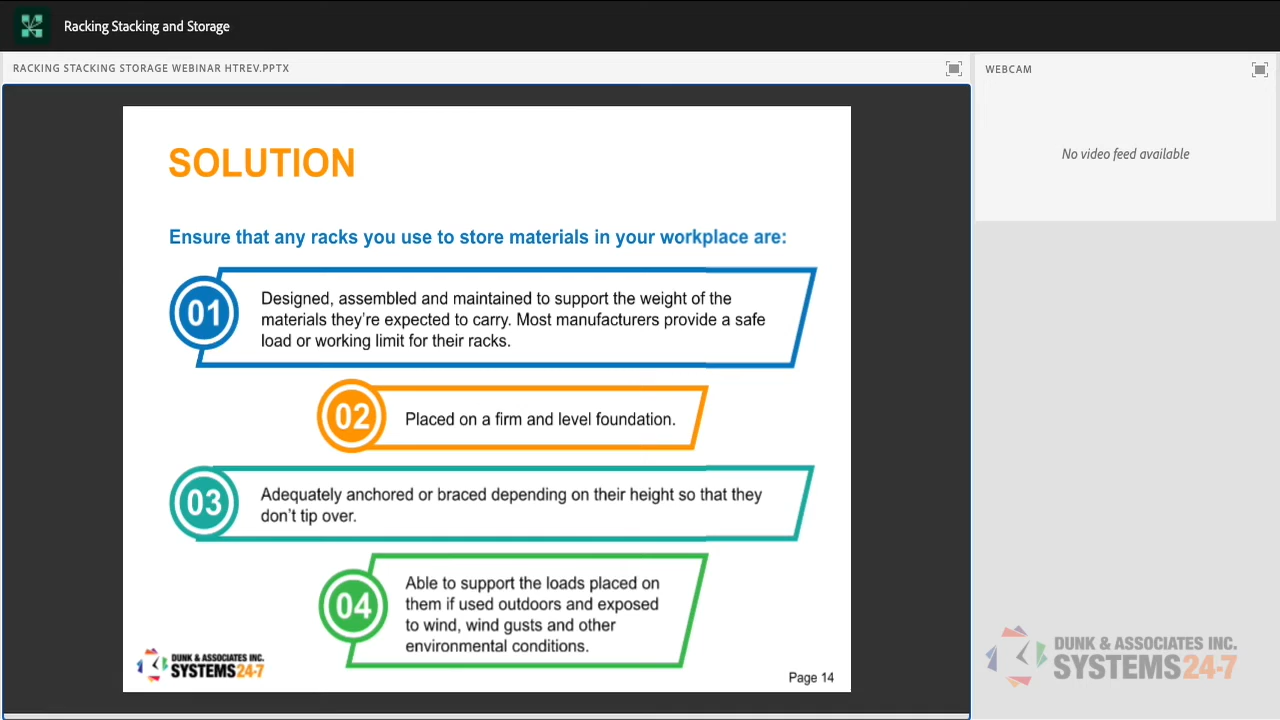 Racking Stacking and Storage
RACKING STACKING STORAGE WEBINAR HTREV.PPTX
WEBCAM
No video feed available
SOLUTION
Ensure that any racks you use to store materials in your workplace are:
01
Designed, assembled and maintained to support the weight of the
materials they're expected to carry. Most manufacturers provide a safe
load or working limit for their racks.
02
Placed on a firm and level foundation.
03
Adequately anchored or braced depending on their height so that they
don't tip over.
04
Able to support the loads placed on
them if used outdoors and exposed
to wind, wind gusts and other
environmental conditions.
DUNK & ASSOCIATES INC.
SYSTEMS 24-7
Page 14
DUNK & ASSOCIATES INC.
SYSTEMS 24-7